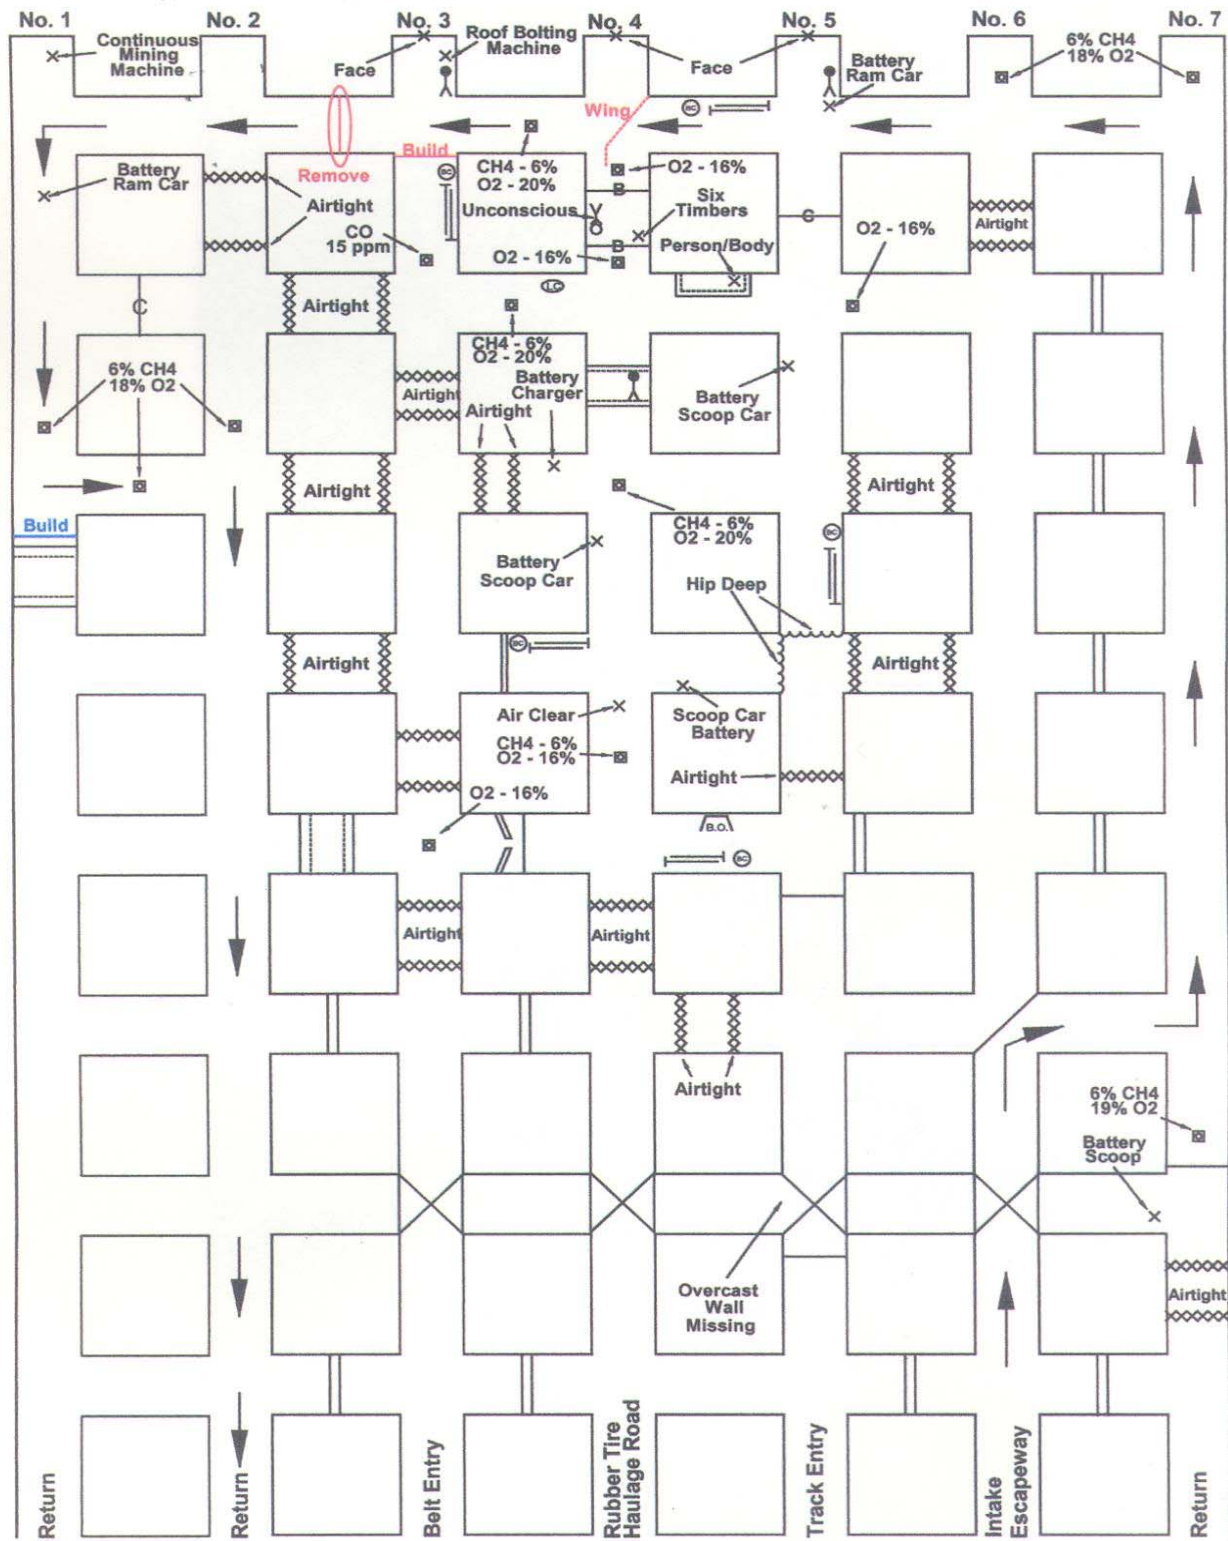 No. 1
No. 2
No. 3
No. 4
No. 5
No. 6
No. 7
Continuous
Mining
Machine
Face
Roof Bolting
Machine
Face
Battery
Ram Car
6% CH4
18% O2
Wing
BC
Build
Remove
Battery
Ram Car
Airtight
CO
15 ppm
BC
CH4 - 6%
O2 - 20%
Unconscious
O2 - 16%
O2 - 16%
B
B
Six
Timbers
Person/Body
C
O2 - 16%
Airtight
C
Airtight
LC
6% CH4
18% O2
Airtight
CH4 - 6%
O2 - 20%
Battery
Charger
Airtight
Battery
Scoop Car
Airtight
Airtight
Build
Battery
Scoop Car
CH4 - 6%
O2 - 20%
BC
Hip Deep
BC
Airtight
Airtight
Air Clear
CH4 - 6%
O2 - 16%
Scoop Car
Battery
Airtight
O2 - 16%
B.O.
BC
Airtight
Airtight
Airtight
6% CH4
19% O2
Battery
Scoop
Overcast
Wall
Missing
Airtight
Return
Return
Belt Entry
Rubber Tire
Haulage Road
Track Entry
Intake
Escapeway
Return